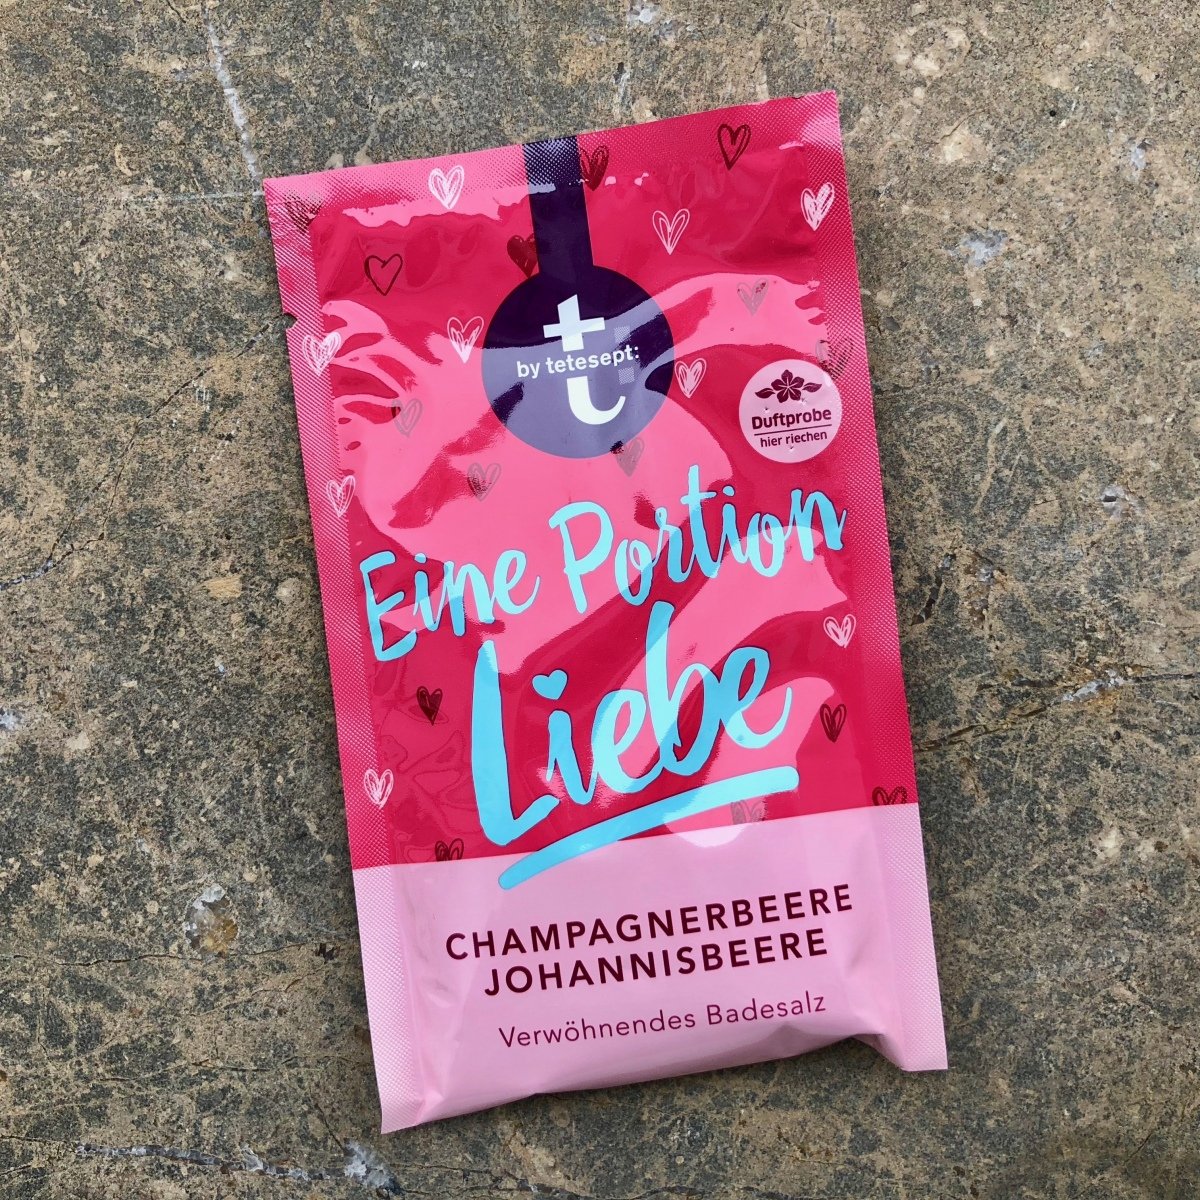 t
by tetesept:
Duftprobe
hier riechen
Eine Portion
Liebe
CHAMPAGNERBEERE
JOHANNISBEERE
Verwöhnendes Badesalz